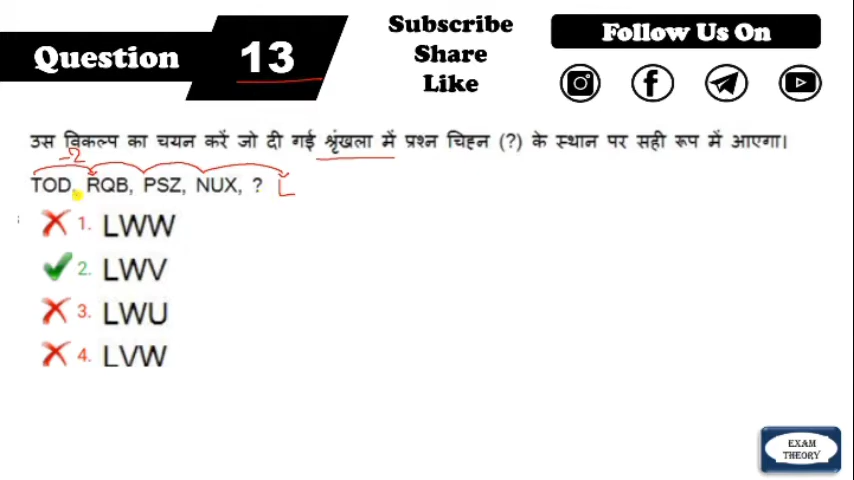 Question 13
Subscribe
Share
Like
Follow Us On
उस विकल्प का चयन करें जो दी गई श्रृंखला में प्रश्न चिह्न (?) के स्थान पर सही रूप में आएगा।
-2
TOD, RQB, PSZ, NUX, ? L
1. LWW
2. LWV
3. LWU
4. LVW
EXAM
THEORY